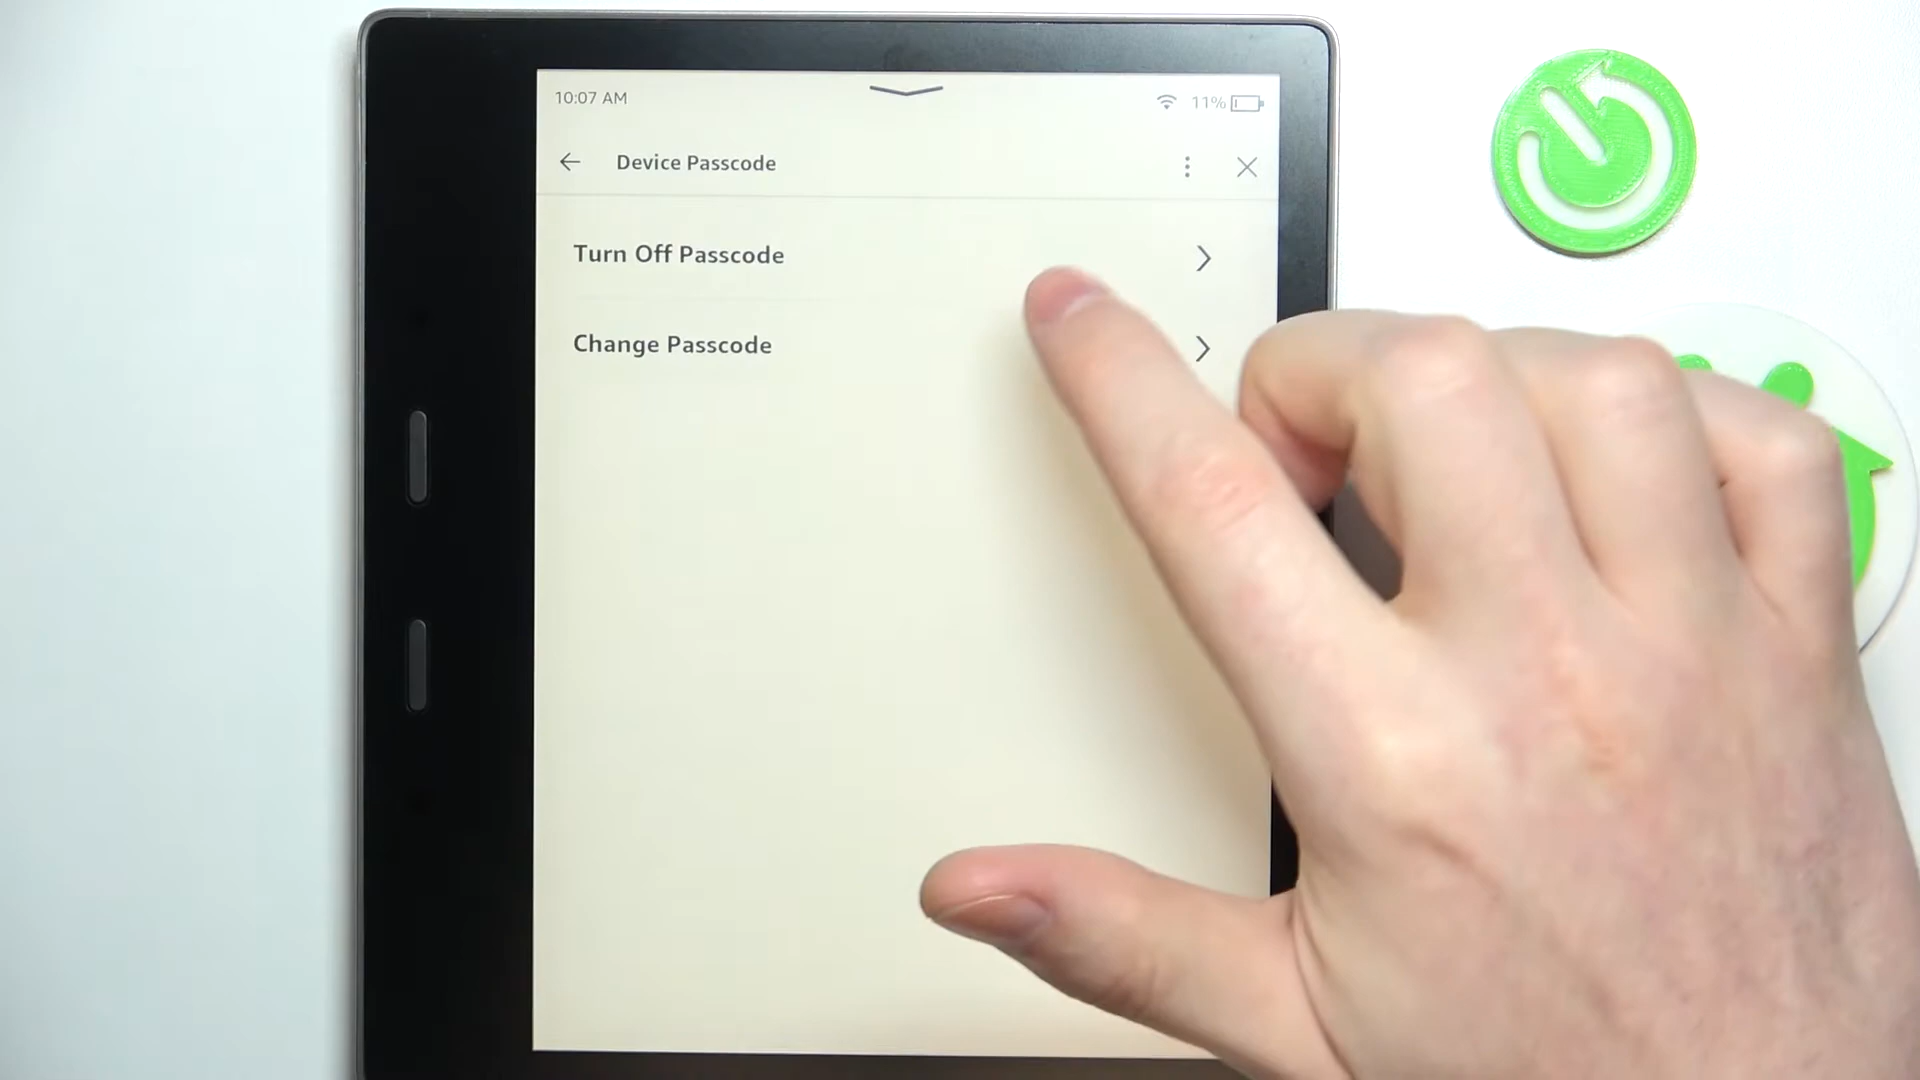 10:07 AM
11%
Device Passcode
Turn Off Passcode
Change Passcode